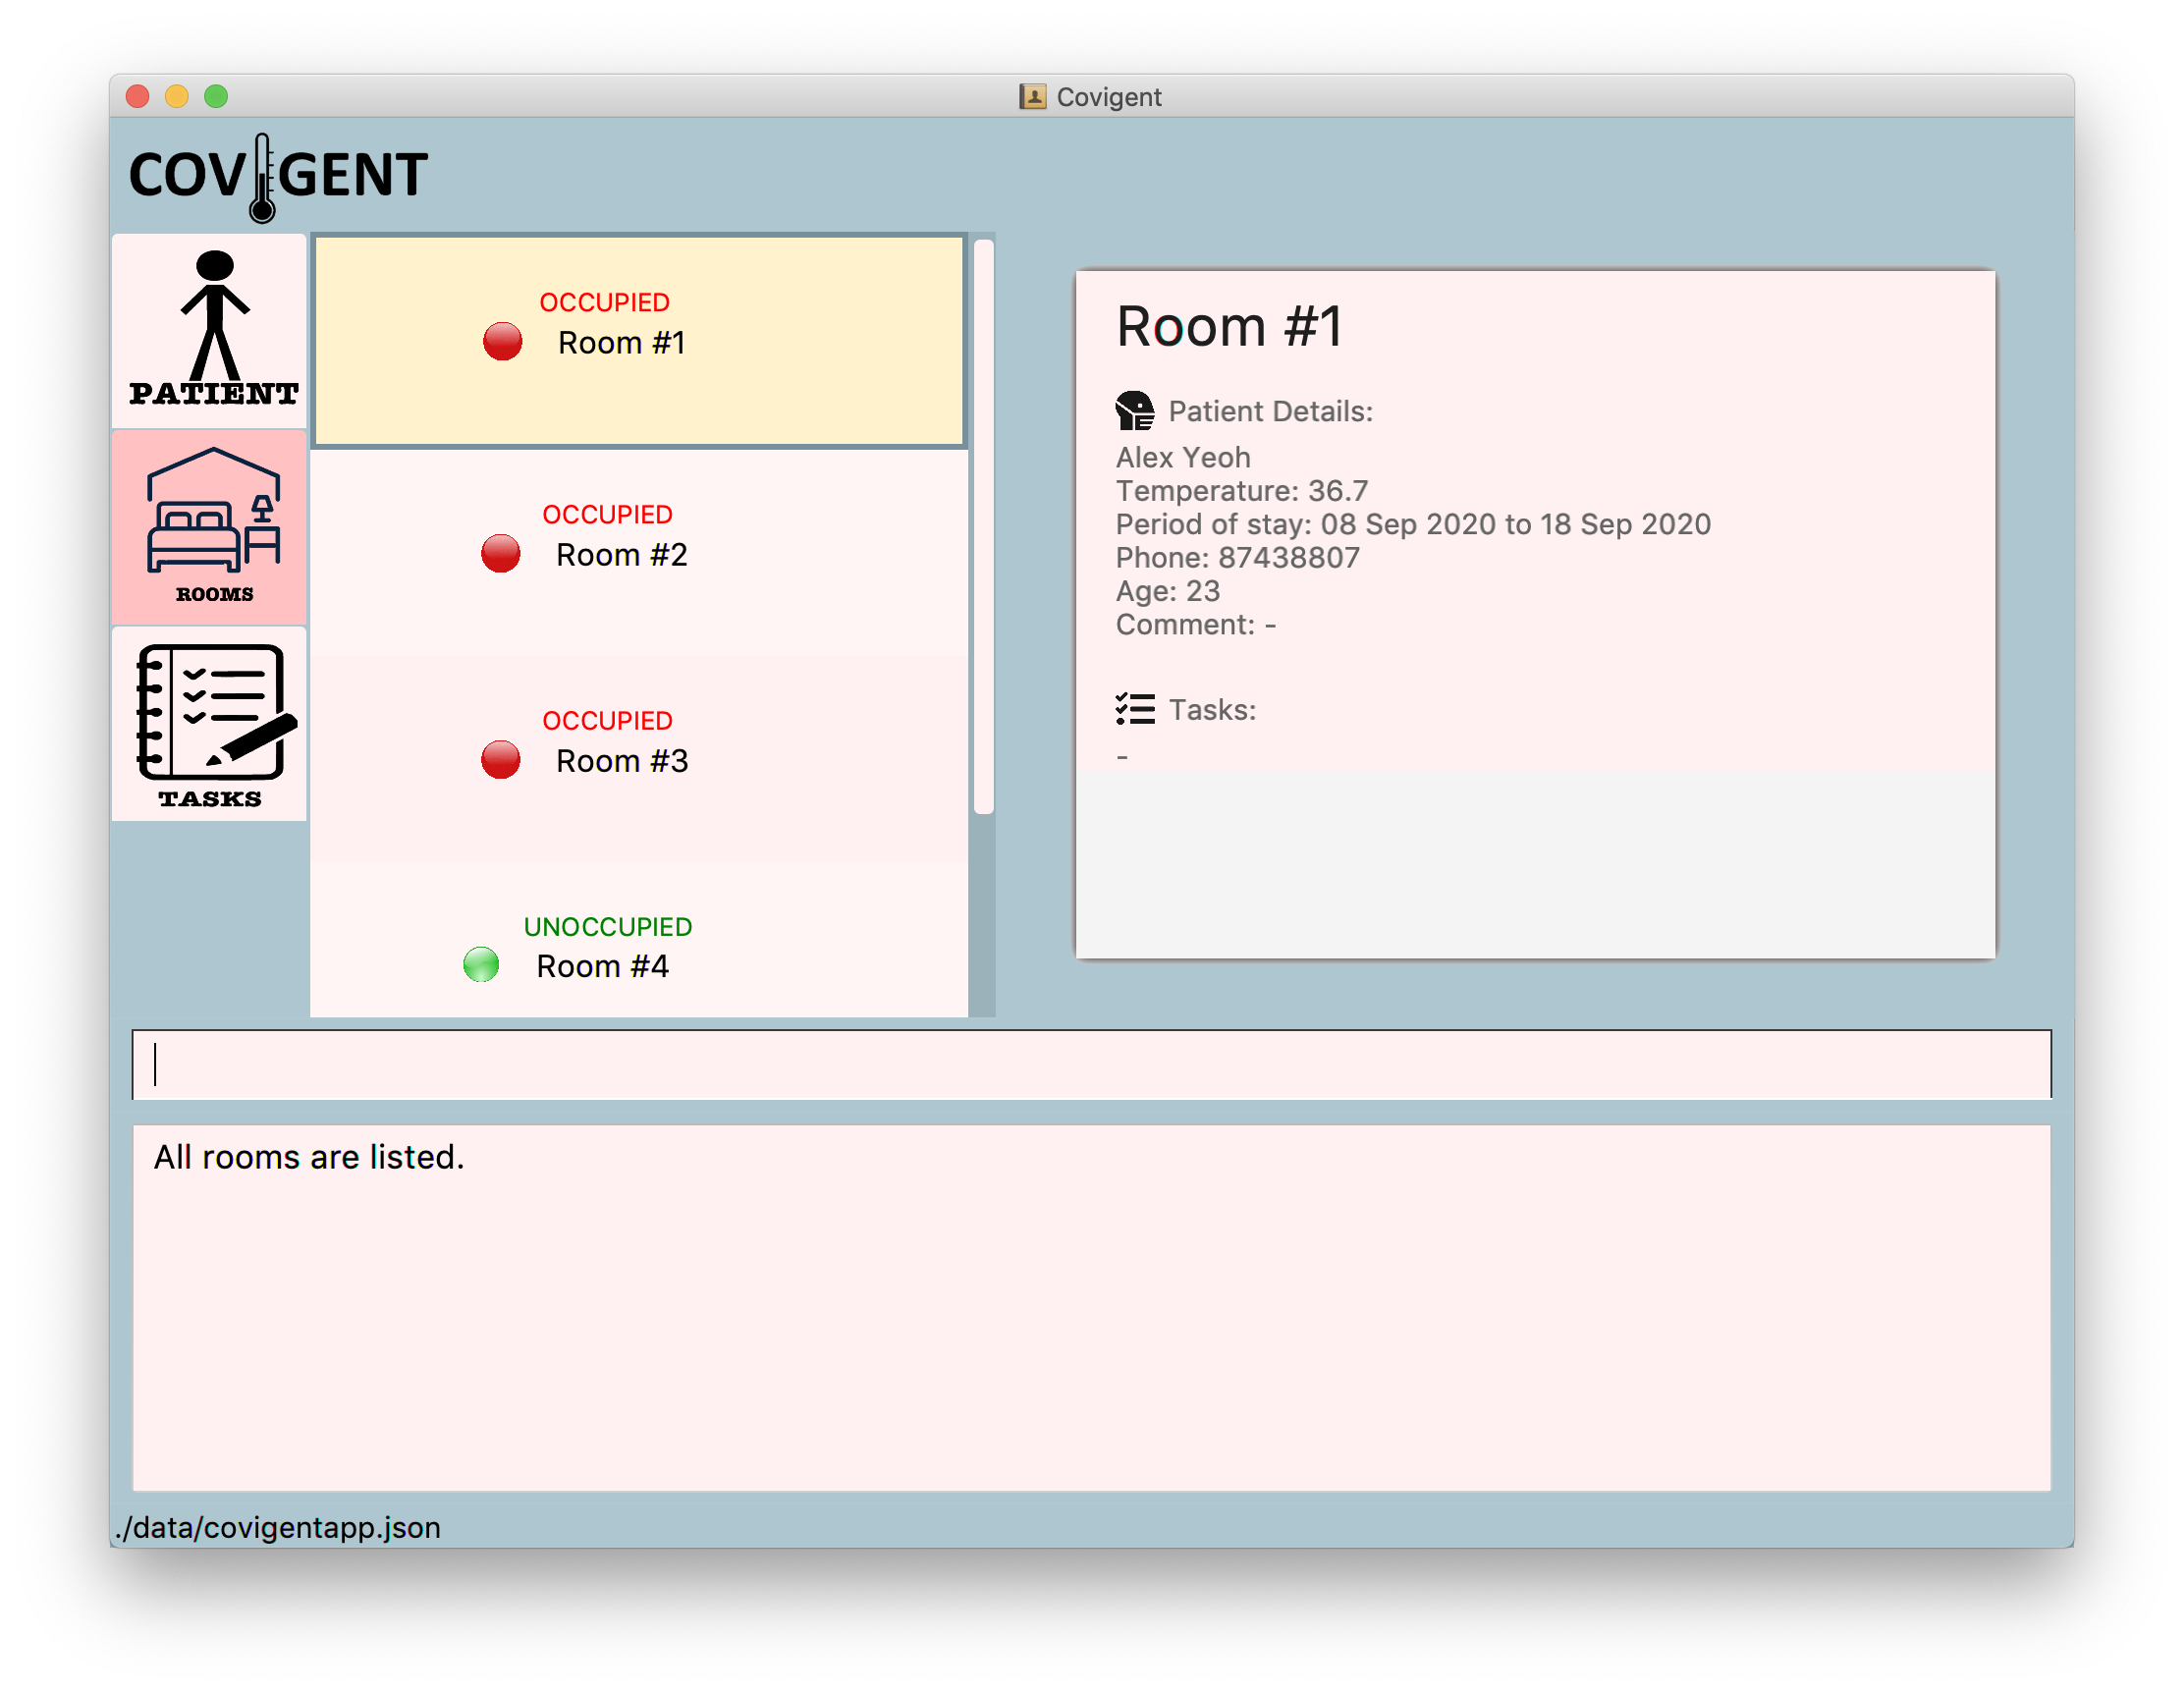 Covigent
COVIGENT
PATIENT
ROOMS
TASKS
OCCUPIED
Room #1
OCCUPIED
Room #2
OCCUPIED
Room #3
UNOCCUPIED
Room #4
Room #1
Patient Details:
Alex Yeoh
Temperature: 36.7
Period of stay: 08 Sep 2020 to 18 Sep 2020
Phone: 87438807
Age: 23
Comment: -
Tasks:
-
All rooms are listed.
./data/covigentapp.json